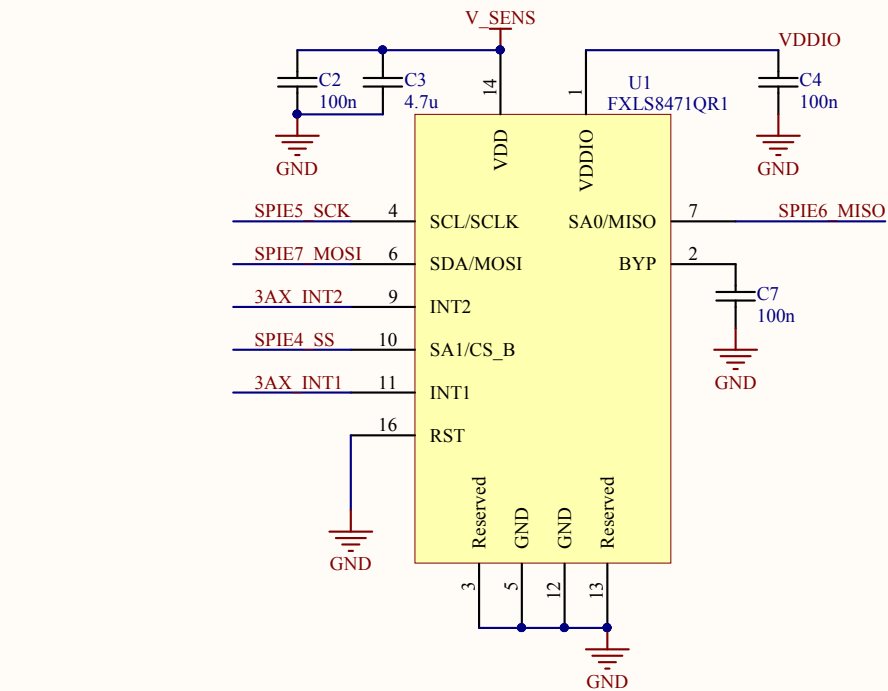 V_SENS
VDDIO
C2
100n
C3
4.7u
14
1
U1
FXLS8471QR1
C4
100n
GND
VDD
VDDIO
GND
SPIE5_SCK
4
SCL/SCLK
SA0/MISO
7
SPIE6_MISO
SPIE7_MOSI
6
SDA/MOSI
BYP
2
3AX_INT2
9
INT2
C7
100n
SPIE4_SS
10
SA1/CS_B
3AX_INT1
11
INT1
GND
16
RST
Reserved
GND
GND
Reserved
GND
3
5
12
13
GND